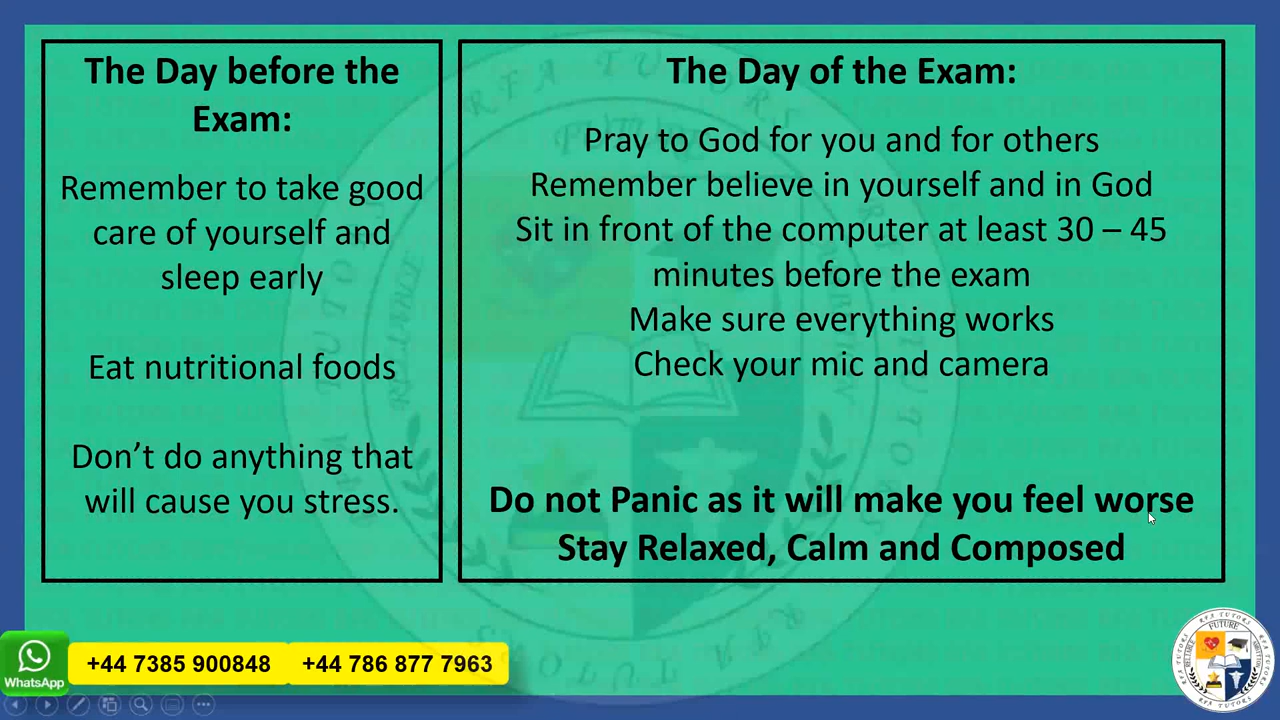 The Day before the
Exam:
Remember to take good
care of yourself and
sleep early
Eat nutritional foods
Don’t do anything that
will cause you stress.
The Day of the Exam:
Pray to God for you and for others
Remember believe in yourself and in God
Sit in front of the computer at least 30 – 45
minutes before the exam
Make sure everything works
Check your mic and camera
Do not Panic as it will make you feel worse
Stay Relaxed, Calm and Composed
WhatsApp
+44 7385 900848 +44 786 877 7963
RFA TUTORS
FUTURE